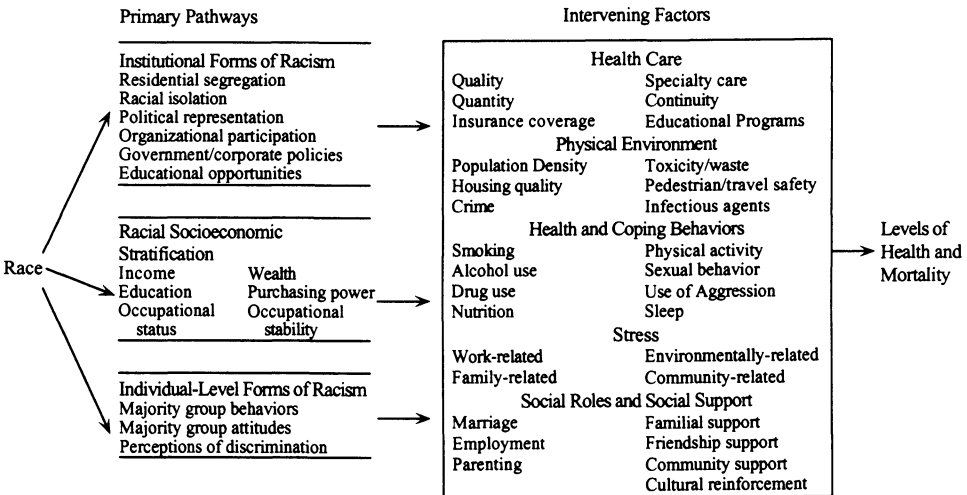 Primary Pathways
Institutional Forms of Racism
Residential segregation
Racial isolation
Political representation
Organizational participation
Government/corporate policies
Educational opportunities
Race
Racial Socioeconomic
Stratification
Income Wealth
Education Purchasing power
Occupational Occupational
status stability
Individual-Level Forms of Racism
Majority group behaviors
Majority group attitudes
Perceptions of discrimination
Intervening Factors
Health Care
Quality Specialty care
Quantity Continuity
Insurance coverage Educational Programs
Physical Environment
Population Density Toxicity/waste
Housing quality Pedestrian/travel safety
Crime Infectious agents
Health and Coping Behaviors
Smoking Physical activity
Alcohol use Sexual behavior
Drug use Use of Aggression
Nutrition Sleep
Stress
Work-related Environmentally-related
Family-related Community-related
Social Roles and Social Support
Marriage Familial support
Employment Friendship support
Parenting Community support
Cultural reinforcement
Levels of
Health and
Mortality